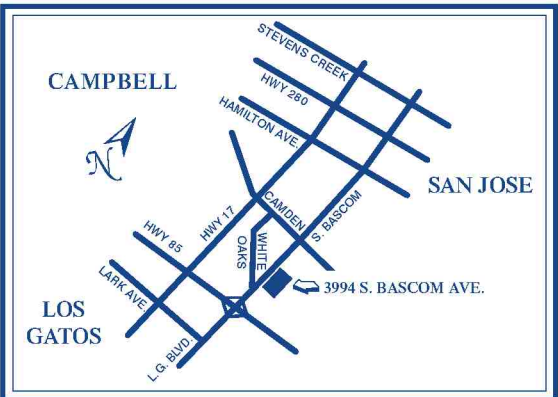 STEVENS CREEK
CAMPBELL
HWY 280
HAMILTON AVE.
N
SAN JOSE
CAMDEN
S. BASCOM
HWY 17
HWY 85
WHITE
OAKS
LARK AVE.
3994 S. BASCOM AVE.
LOS
GATOS
L.G. BLVD.